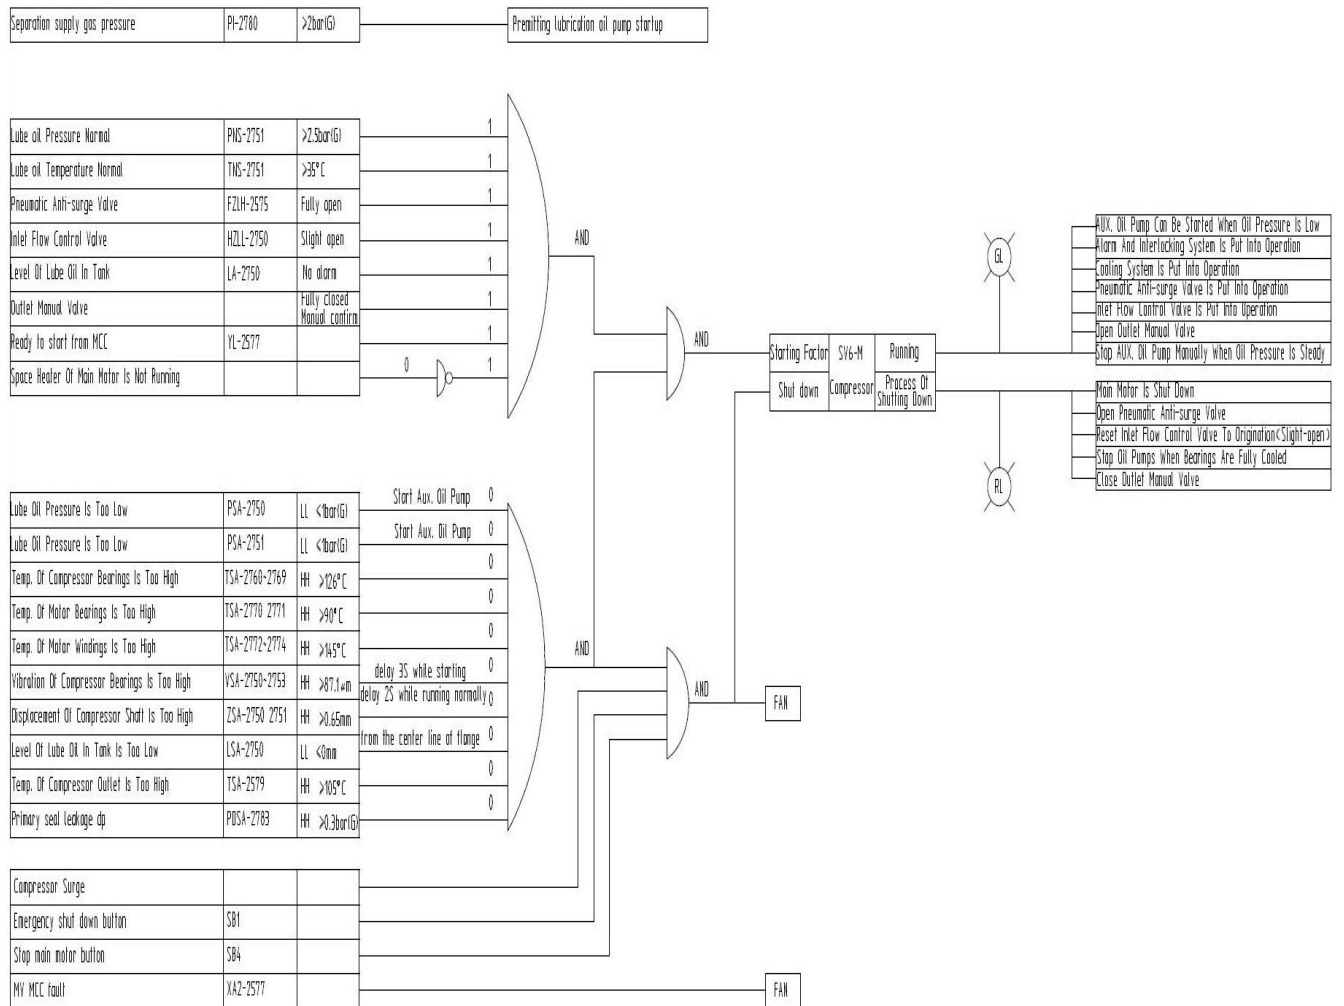 Separation supply gas pressure PI-2780 >2bar(G) Premitting lubrication oil pump startup
Lube oil Pressure Normal PNS-2751 >2.5bar(G) 1
Lube oil Temperature Normal TNS-2751 >35°C 1
Pneumatic Anti-surge Valve FZLH-2575 Fully open 1
Inlet Flow Control Valve HZLL-2750 Slight open 1
Level Of Lube Oil In Tank LA-2750 No alarm 1
Outlet Manual Valve Fully closed Manual confirm 1
Ready to start from MCC YL-2577 1
Space Heater Of Main Motor Is Not Running 0 1
AND
AND
Starting Factor SV6-M Running
Shut down Compressor Process Of Shutting Down
GL
AUX. Oil Pump Can Be Started When Oil Pressure Is Low
Alarm And Interlocking System Is Put Into Operation
Cooling System Is Put Into Operation
Pneumatic Anti-surge Valve Is Put Into Operation
Inlet Flow Control Valve Is Put Into Operation
Open Outlet Manual Valve
Stop AUX. Oil Pump Manually When Oil Pressure Is Steady
Main Motor Is Shut Down
Open Pneumatic Anti-surge Valve
Reset Inlet Flow Control Valve To Origination<Slight-open>
Stop Oil Pumps When Bearings Are Fully Cooled
Close Outlet Manual Valve
RL
Lube Oil Pressure Is Too Low PSA-2750 LL <1bar(G) Start Aux. Oil Pump 0
Lube Oil Pressure Is Too Low PSA-2751 LL <1bar(G) Start Aux. Oil Pump 0
Temp. Of Compressor Bearings Is Too High TSA-2760~2769 HH >126°C 0
Temp. Of Motor Bearings Is Too High TSA-2770 2771 HH >90°C 0
Temp. Of Motor Windings Is Too High TSA-2772~2774 HH >145°C 0
Vibration Of Compressor Bearings Is Too High VSA-2750~2753 HH >87.1um delay 3S while starting 0
delay 2S while running normally 0
Displacement Of Compressor Shaft Is Too High ZSA-2750 2751 HH >0.65mm
Level Of Lube Oil In Tank Is Too Low LSA-2750 LL <0mm from the center line of flange 0
Temp. Of Compressor Outlet Is Too High TSA-2579 HH >105°C 0
Primary seal leakage dp PDSA-2783 HH >0.3bar(G) 0
AND
AND
FAN
Compressor Surge
Emergency shut down button SB1
Stop main motor button SB4
MV MCC fault XA2-2577 FAN